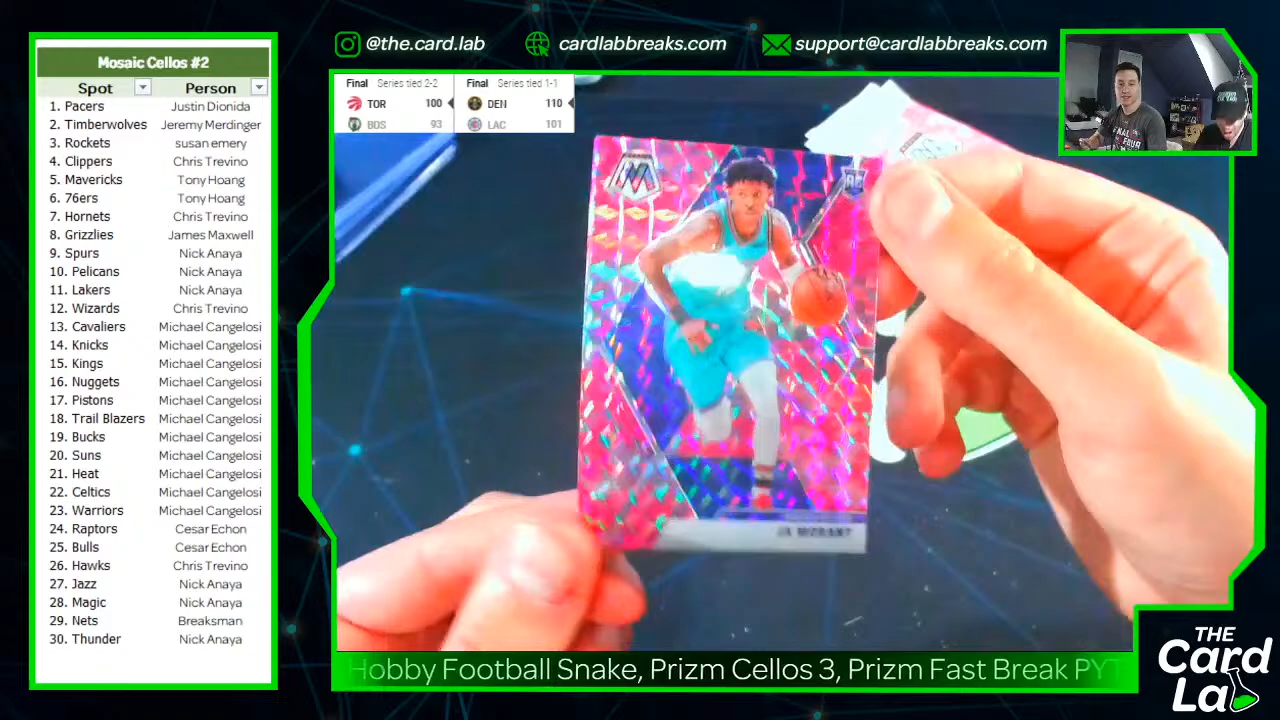 @the.card.lab
cardlabbreaks.com
support@cardlabbreaks.com
Mosaic Cellos #2
Spot Person
1. Pacers Justin Dionida
2. Timberwolves Jeremy Merdinger
3. Rockets susan emery
4. Clippers Chris Trevino
5. Mavericks Tony Hoang
6. 76ers Tony Hoang
7. Hornets Chris Trevino
8. Grizzlies James Maxwell
9. Spurs Nick Anaya
10. Pelicans Nick Anaya
11. Lakers Nick Anaya
12. Wizards Chris Trevino
13. Cavaliers Michael Cangelosi
14. Knicks Michael Cangelosi
15. Kings Michael Cangelosi
16. Nuggets Michael Cangelosi
17. Pistons Michael Cangelosi
18. Trail Blazers Michael Cangelosi
19. Bucks Michael Cangelosi
20. Suns Michael Cangelosi
21. Heat Michael Cangelosi
22. Celtics Michael Cangelosi
23. Warriors Michael Cangelosi
24. Raptors Cesar Echon
25. Bulls Cesar Echon
26. Hawks Chris Trevino
27. Jazz Nick Anaya
28. Magic Nick Anaya
29. Nets Breaksman
30. Thunder Nick Anaya
Final Series tied 2-2
TOR 100
BOS 93
Final Series tied 1-1
DEN 110
LAC 101
RC
JA MORANT
Hobby Football Snake, Prizm Cellos 3, Prizm Fast Break PYT
THE
Card
Lab